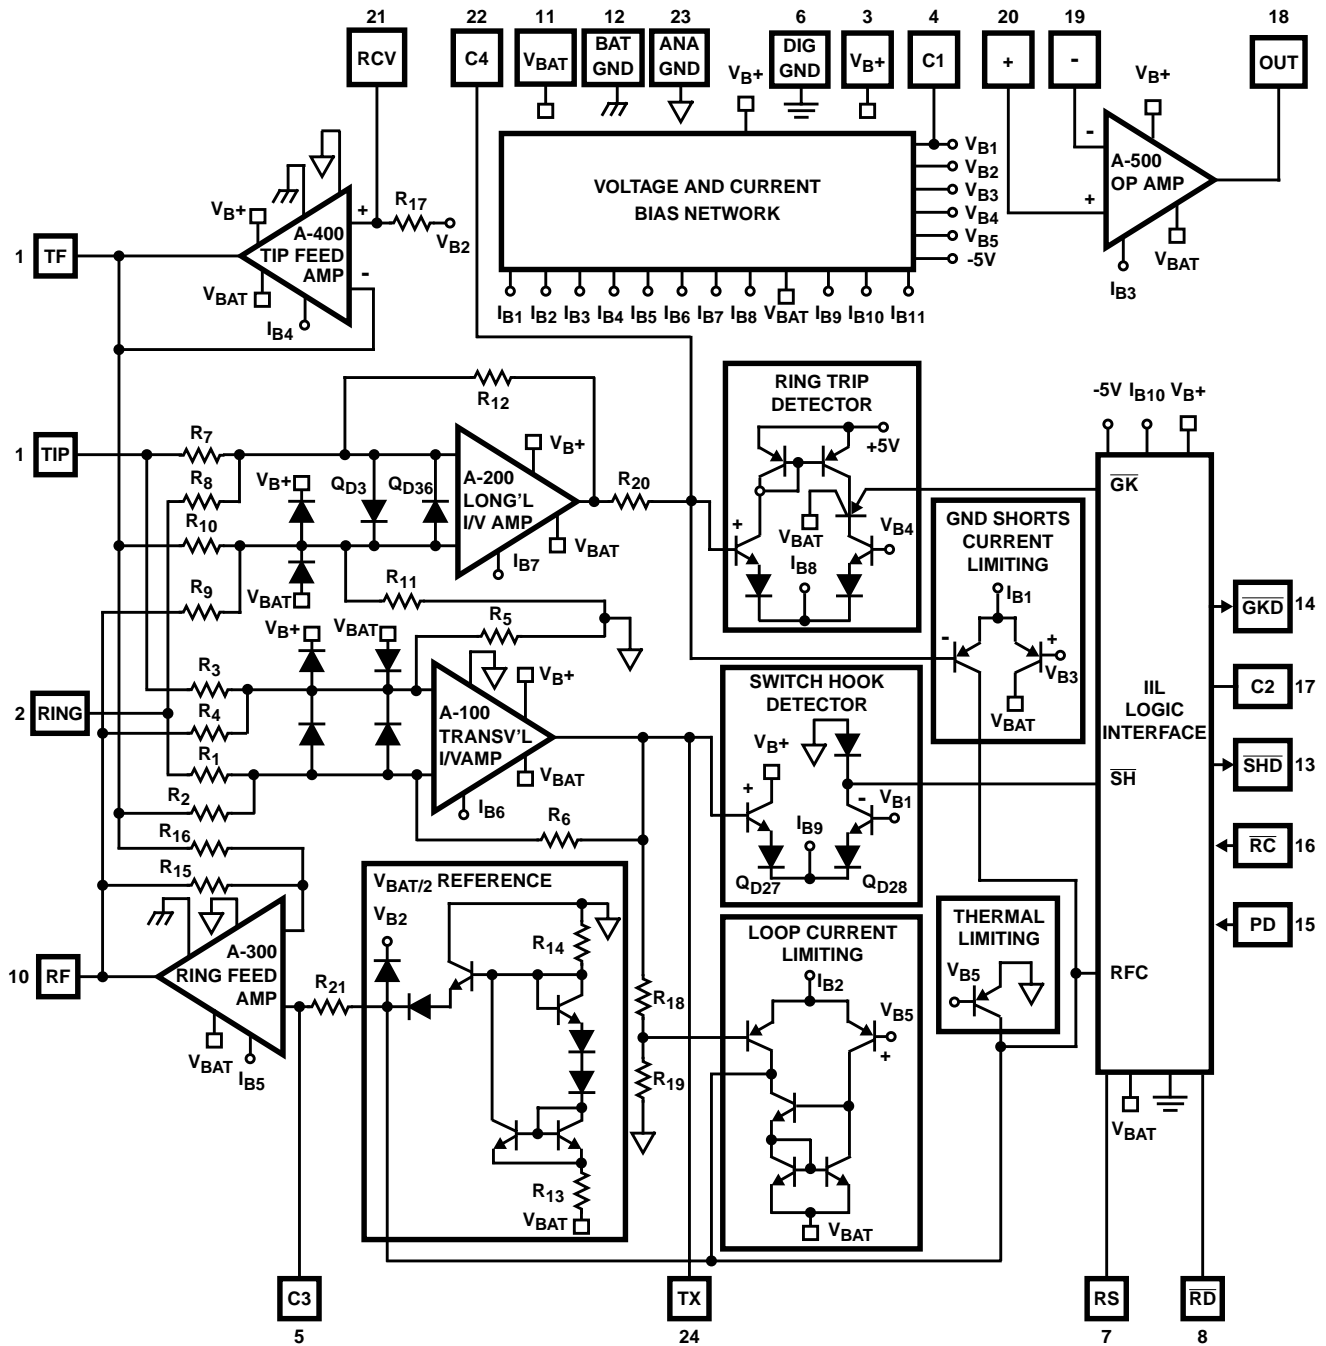 21 22 11 12 23 6 3 4 20 19 18
RCV
C4
VBAT
BAT
GND
ANA
GND
VB+
DIG
GND
VB+
C1
+
-
VB+
OUT
VOLTAGE AND CURRENT
BIAS NETWORK
VB1
VB2
VB3
VB4
VB5
-5V
IB1 IB2 IB3 IB4 IB5 IB6 IB7 IB8 VBAT IB9 IB10 IB11
-
A-500
OP AMP
+
VBAT
IB3
R17
VB2
VB+
+
A-400
TIP FEED
AMP
-
VBAT
IB4
1 TF
R12
1 TIP
R7
R8
R10
R9
VB+
QD3
QD36
VBAT
A-200
LONG'L
I/V AMP
VB+
VBAT
IB7
R20
R11
R5
RING TRIP
DETECTOR
+5V
+
VBAT
VB4
IB8
-5V IB10 VB+
GK
GND SHORTS
CURRENT
LIMITING
IB1
-
+
VB3
VBAT
IIL
LOGIC
INTERFACE
SH
RFC
GKD 14
C2 17
SHD 13
RC 16
PD 15
2 RING
R3
R4
R1
R2
R16
R15
VB+
VBAT
A-100
TRANSV'L
I/VAMP
VB+
VBAT
IB6
R6
SWITCH HOOK
DETECTOR
VB+
+
-
VB1
IB9
QD27
QD28
VBAT/2 REFERENCE
VB2
R14
R13
VBAT
10 RF
A-300
RING FEED
AMP
VBAT
IB5
R21
R18
R19
LOOP CURRENT
LIMITING
IB2
VB5
+
VBAT
THERMAL
LIMITING
VB5
VBAT
C3
5
TX
24
RS
7
RD
8